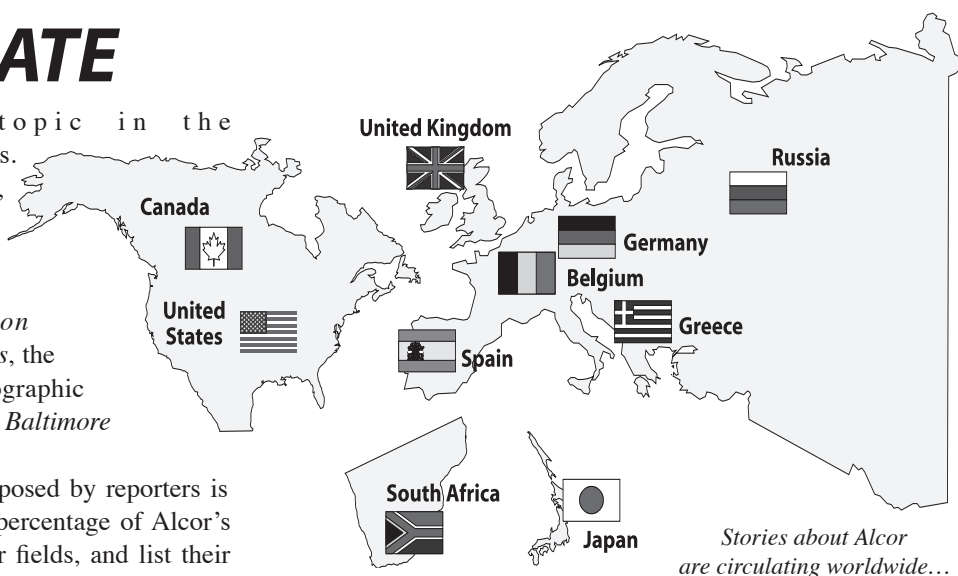 ATE
topic in the
s.
,
on
s, the
ographic
Baltimore
posed by reporters is
percentage of Alcor's
r fields, and list their
United Kingdom
Russia
Canada
Germany
Belgium
United
States
Greece
Spain
South Africa
Japan
Stories about Alcor
are circulating worldwide…